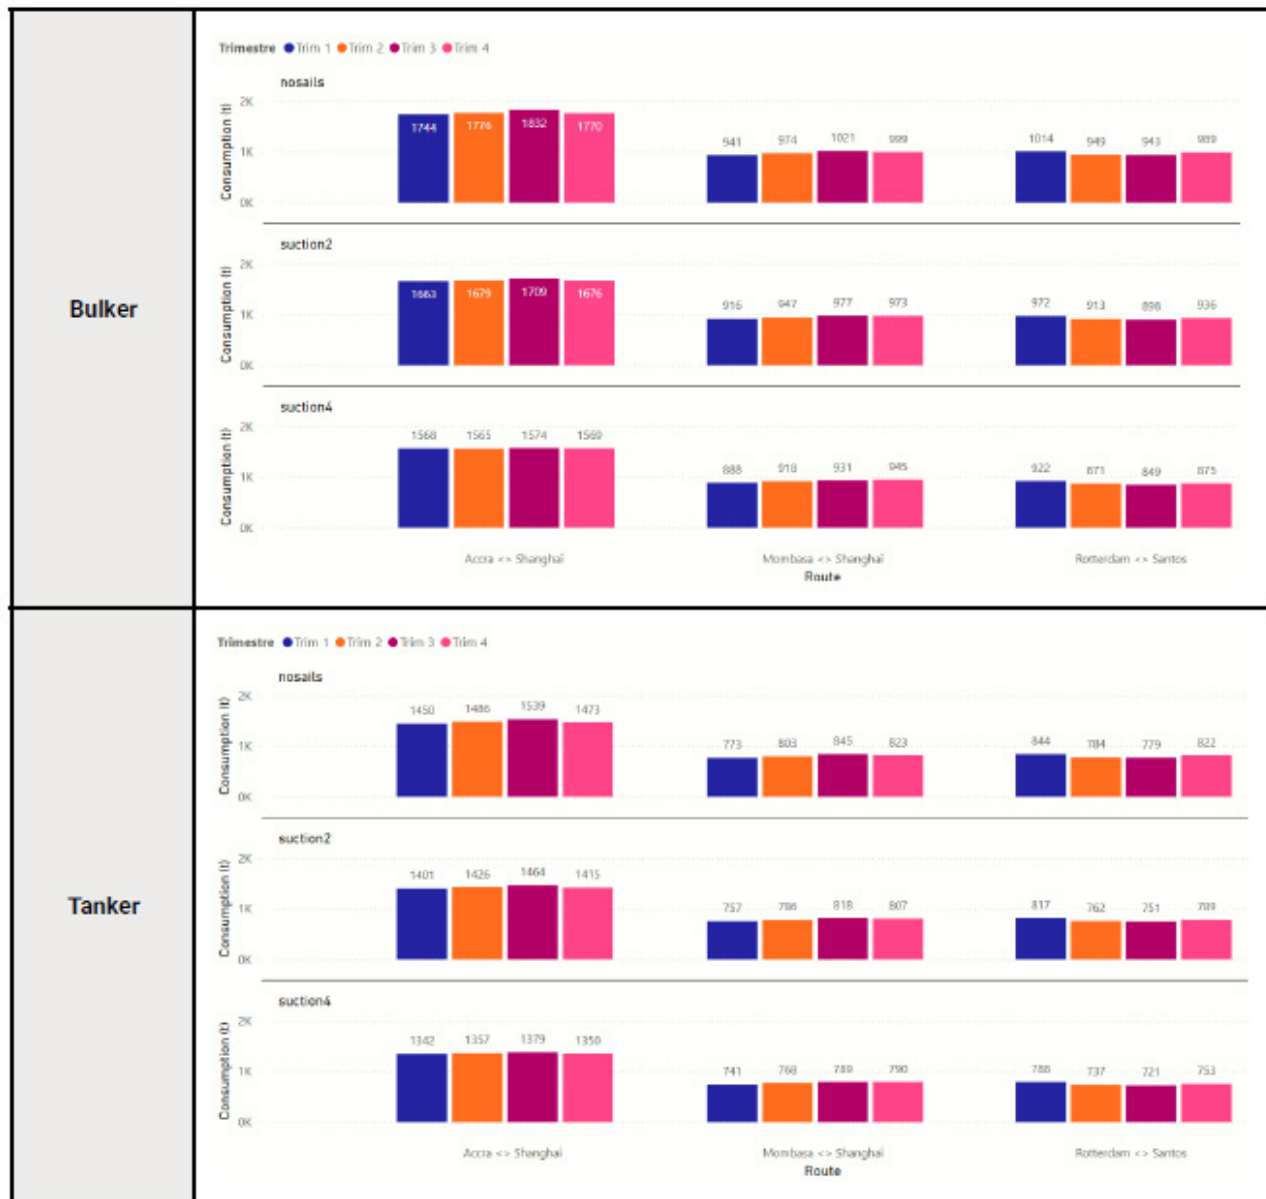 Bulker
Trimestre Trim 1 Trim 2 Trim 3 Trim 4
nosails
Consumption (t)
2K
1K
0K
1744 1776 1832 1770
941 974 1021 999
1014 949 943 989
suction2
Consumption (t)
2K
1K
0K
1663 1679 1709 1676
916 947 977 973
972 913 898 936
suction4
Consumption (t)
2K
1K
0K
1568 1565 1574 1569
888 918 931 945
922 871 849 875
Accra <> Shanghai Mombasa <> Shanghai Rotterdam <> Santos
Route
Tanker
Trimestre Trim 1 Trim 2 Trim 3 Trim 4
nosails
Consumption (t)
2K
1K
0K
1450 1486 1539 1473
773 803 845 823
844 784 779 822
suction2
Consumption (t)
2K
1K
0K
1401 1426 1464 1415
757 786 818 807
817 762 751 789
suction4
Consumption (t)
2K
1K
0K
1342 1357 1379 1350
741 768 789 790
788 737 721 753
Accra <> Shanghai Mombasa <> Shanghai Rotterdam <> Santos
Route